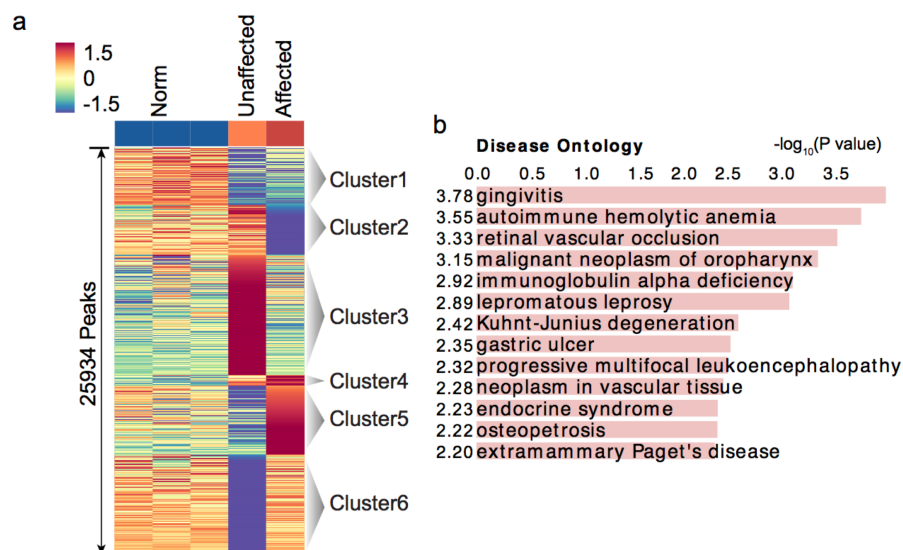 a
1.5
0
-1.5
Norm
Unaffected
Affected
25934 Peaks
Cluster1
Cluster2
Cluster3
Cluster4
Cluster5
Cluster6
b
Disease Ontology -log10(P value)
0.0 0.5 1.0 1.5 2.0 2.5 3.0 3.5
3.78 gingivitis
3.55 autoimmune hemolytic anemia
3.33 retinal vascular occlusion
3.15 malignant neoplasm of oropharynx
2.92 immunoglobulin alpha deficiency
2.89 lepromatous leprosy
2.42 Kuhnt-Junius degeneration
2.35 gastric ulcer
2.32 progressive multifocal leukoencephalopathy
2.28 neoplasm in vascular tissue
2.23 endocrine syndrome
2.22 osteopetrosis
2.20 extramammary Paget's disease